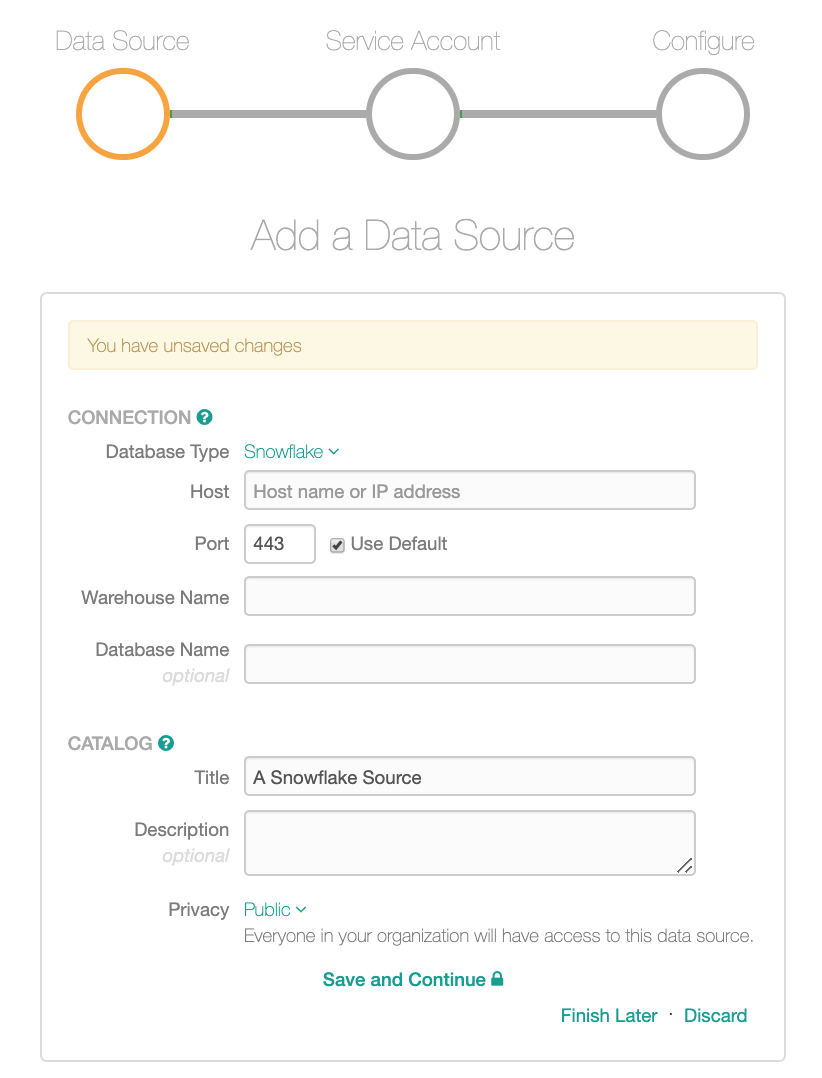 Data Source Service Account Configure
Add a Data Source
You have unsaved changes
CONNECTION ?
Database Type Snowflake
Host Host name or IP address
Port 443 Use Default
Warehouse Name
Database Name
optional
CATALOG ?
Title A Snowflake Source
Description
optional
Privacy Public
Everyone in your organization will have access to this data source.
Save and Continue
Finish Later · Discard